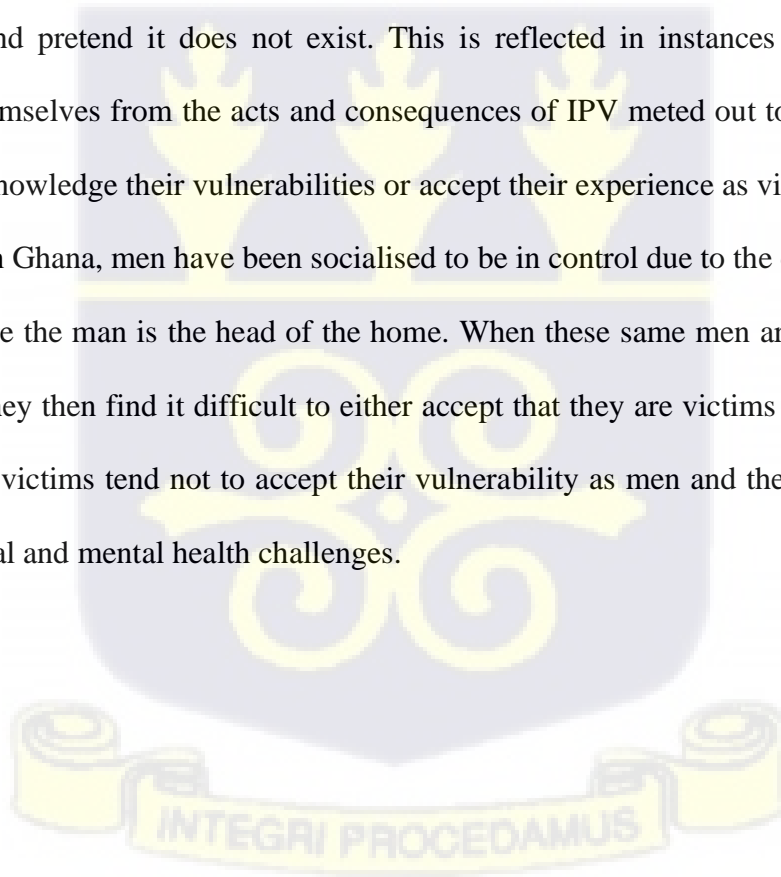 nd pretend it does not exist. This is reflected in instances
mselves from the acts and consequences of IPV meted out to
nowledge their vulnerabilities or accept their experience as vi
n Ghana, men have been socialised to be in control due to the
e the man is the head of the home. When these same men ar
ney then find it difficult to either accept that they are victims
victims tend not to accept their vulnerability as men and the
al and mental health challenges.
INTEGRI PROCEDAMUS